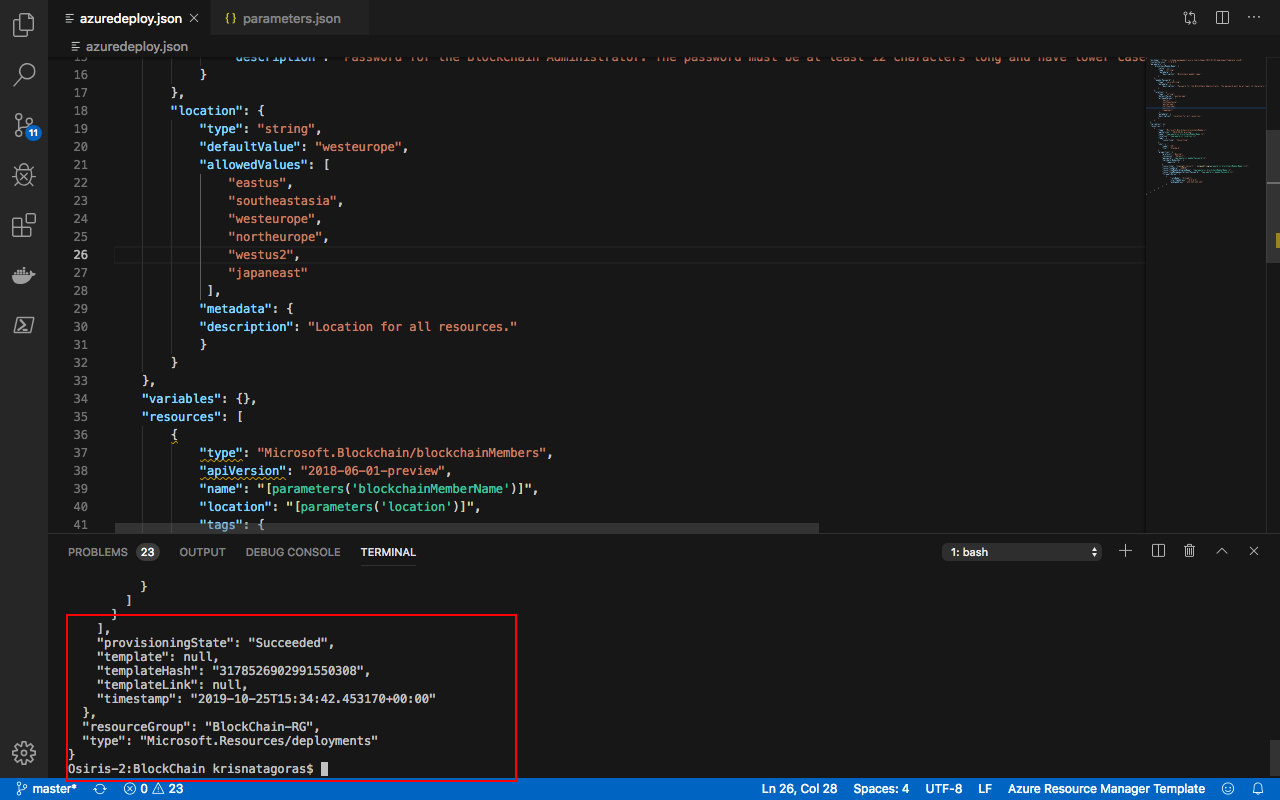 azuredeploy.json
parameters.json
azuredeploy.json
15 "description": "Password for the Blockchain Administrator. The password must be at least 12 characters long and have lower case
16 }
17 },
18 "location": {
19 "type": "string",
20 "defaultValue": "westeurope",
21 "allowedValues": [
22 "eastus",
23 "southeastasia",
24 "westeurope",
25 "northeurope",
26 "westus2",
27 "japaneast"
28 ],
29 "metadata": {
30 "description": "Location for all resources."
31 }
32 }
33 },
34 "variables": {},
35 "resources": [
36 {
37 "type": "Microsoft.Blockchain/blockchainMembers",
38 "apiVersion": "2018-06-01-preview",
39 "name": "[parameters('blockchainMemberName')]",
40 "location": "[parameters('location')]",
41 "tags": {
11
PROBLEMS 23 OUTPUT DEBUG CONSOLE TERMINAL 1: bash
}
]
}
],
"provisioningState": "Succeeded",
"template": null,
"templateHash": "3178526902991550308",
"templateLink": null,
"timestamp": "2019-10-25T15:34:42.453170+00:00"
},
"resourceGroup": "BlockChain-RG",
"type": "Microsoft.Resources/deployments"
}
Osiris-2:BlockChain krisnatagoras$
master* 0 23 Ln 26, Col 28 Spaces: 4 UTF-8 LF Azure Resource Manager Template